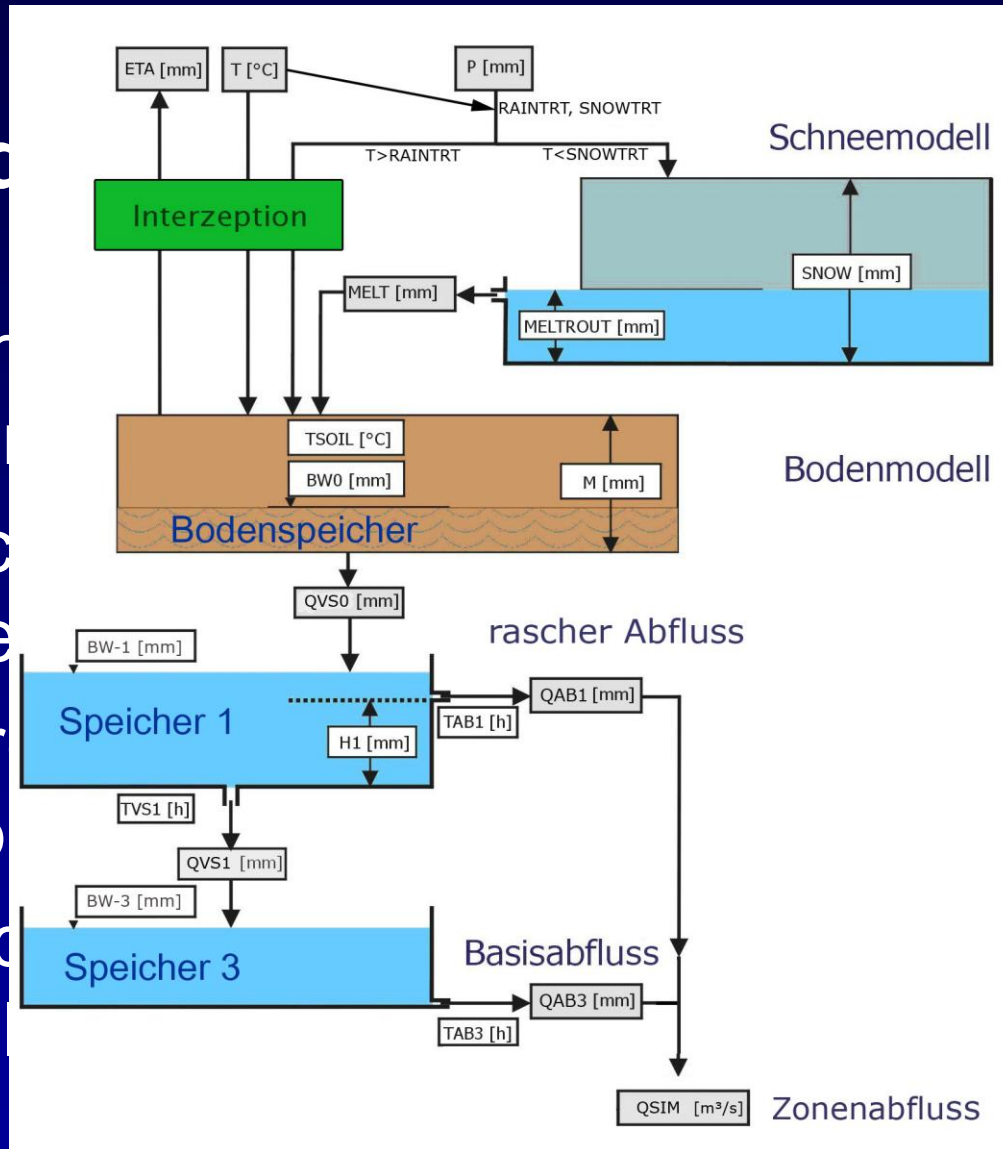 ETA [mm]
T [°C]
P [mm]
RAINTRT, SNOWTRT
T>RAINTRT
T<SNOWTRT
Schneemodell
Interzeption
SNOW [mm]
MELT [mm]
MELTROUT [mm]
TSOIL [°C]
BW0 [mm]
M [mm]
Bodenmodell
Bodenspeicher
QVS0 [mm]
rascher Abfluss
BW-1 [mm]
QAB1 [mm]
Speicher 1
TAB1 [h]
H1 [mm]
TVS1 [h]
QVS1 [mm]
BW-3 [mm]
Basisabfluss
Speicher 3
QAB3 [mm]
TAB3 [h]
QSIM [m³/s]
Zonenabfluss